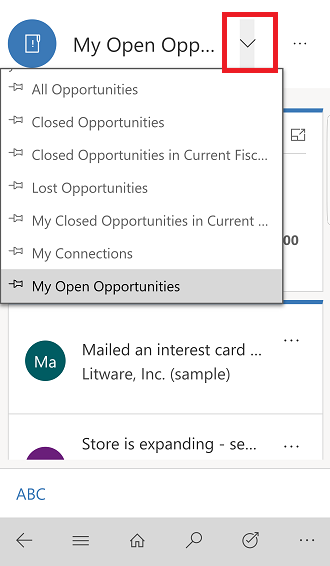 My Open Opp...
All Opportunities
Closed Opportunities
Closed Opportunities in Current Fisc...
Lost Opportunities
My Closed Opportunities in Current ...
My Connections
My Open Opportunities
00
Mailed an interest card ...
Ma
Litware, Inc. (sample)
Store is expanding - se...
ABC